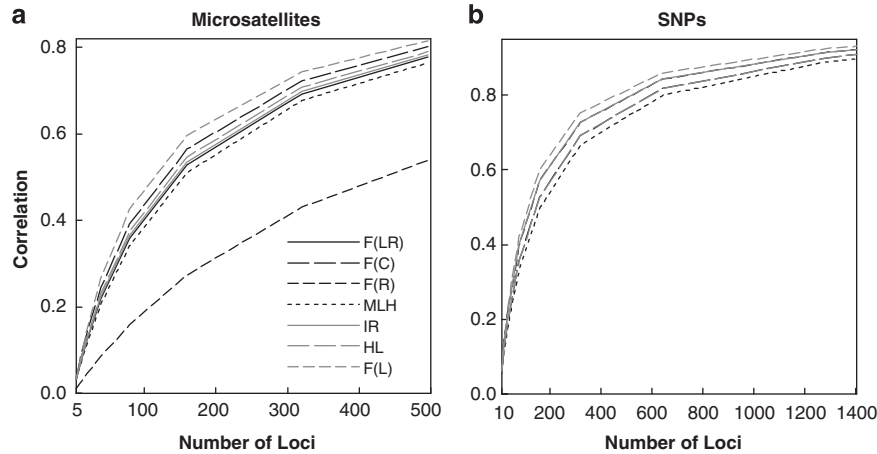 a
Microsatellites
0.8
0.6
0.4
0.2
0.0
5
100
200
300
400
500
Correlation
Number of Loci
F(LR)
F(C)
F(R)
MLH
IR
HL
F(L)
b
SNPs
0.8
0.6
0.4
0.2
0.0
10
200
400
600
800
1000
1200
1400
Number of Loci